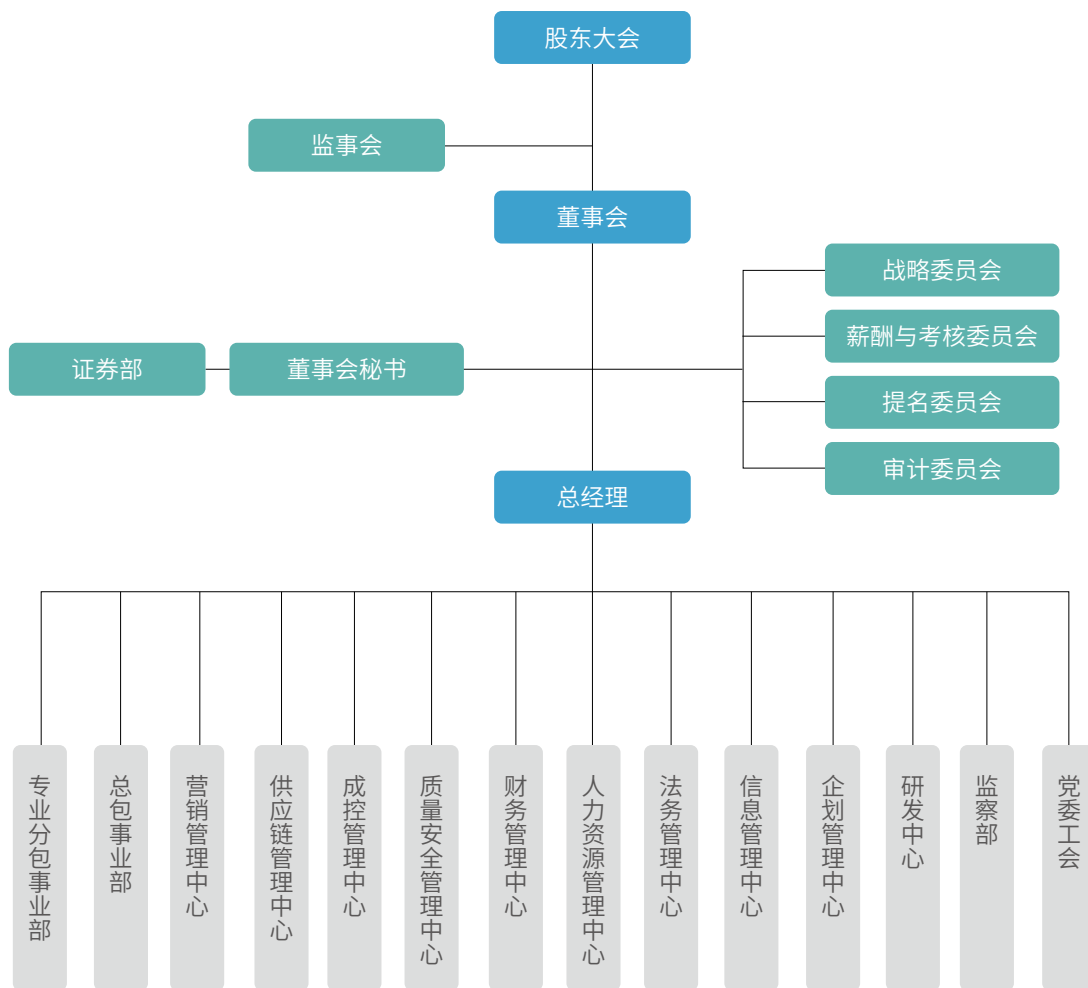 股东大会
监事会
董事会
战略委员会
薪酬与考核委员会
证券部
董事会秘书
提名委员会
审计委员会
总经理
专业分包事业部
总包事业部
营销管理中心
供应链管理中心
成控管理中心
质量安全管理中心
财务管理中心
人力资源管理中心
法务管理中心
信息管理中心
企划管理中心
研发中心
监察部
党委工会